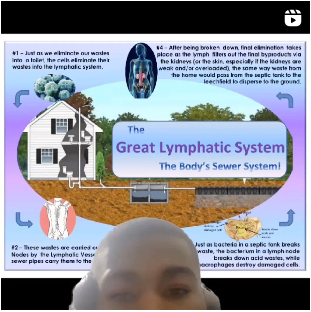 #1 - Just as we eliminate our wastes
into a toilet, the cells eliminate their
wastes into the lymphatic system.
#4 - After being broken down, final elimination takes
place as the lymph filters out the final byproducts via
the kidneys (or the skin, especially if the kidneys are
weak and/or overloaded), the same way waste from
the home would pass from the septic tank to the
leechfield to disperse to the ground.
The
Great Lymphatic System
The Body's Sewer System!
#2 - These wastes are carried
Nodes by the Lymphatic
sewer pipes carry them to the
Just as bacteria in a septic tank breaks
waste, the bacterium in a lymph node
breaks down acid wastes, while
macrophages destroy damaged cells.